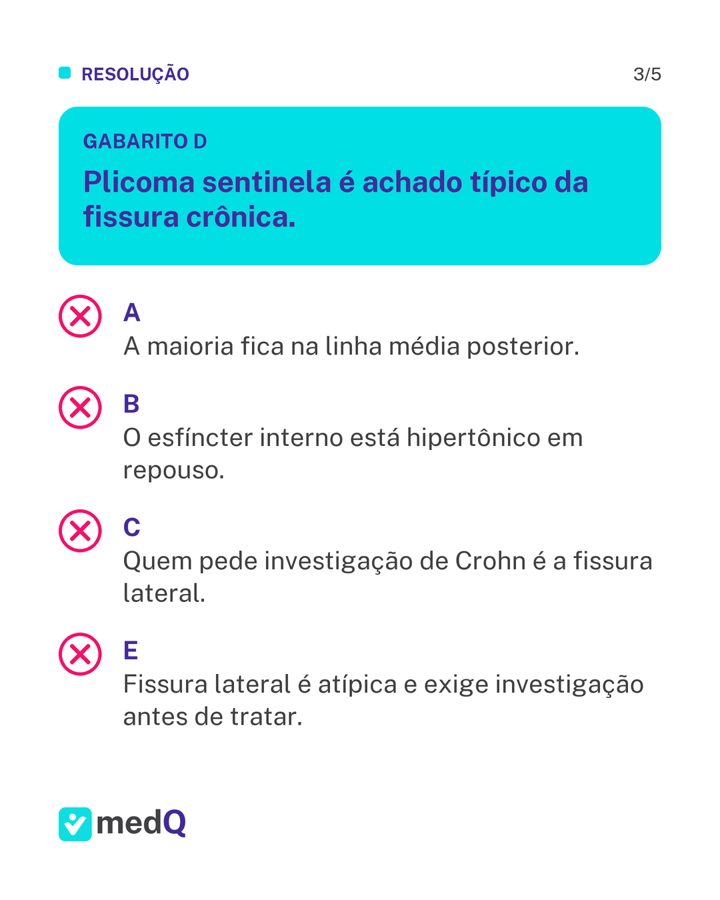 RESOLUÇÃO
3/5
GABARITO D
Plicoma sentinela é achado típico da
fissura crônica.
A
A maioria fica na linha média posterior.
B
O esfíncter interno está hipertônico em
repouso.
C
Quem pede investigação de Crohn é a fissura
lateral.
E
Fissura lateral é atípica e exige investigação
antes de tratar.
medQ